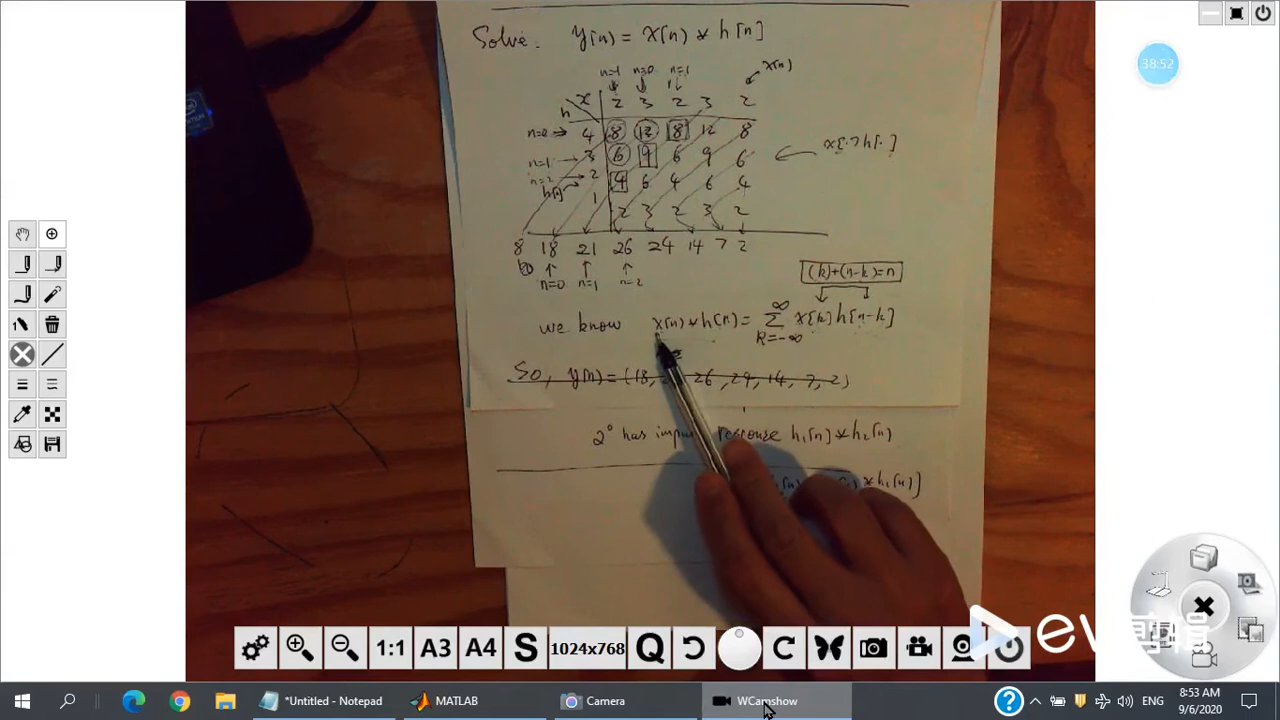 38:52
Solve. y[n] = x[n] * h[n]
n=-1 n=0 n=1 x[n]
x 2 3 2 3 2
h
n=0 4 8 12 8 12 8
n=1 3 6 9 6 9 6 x[.]h[.]
n=2 2 4 6 4 6 4
h[n] 1 2 3 2 3 2
8 18 21 26 24 14 7 2
n=0 n=1 n=2
(k)+(n-k)=n
we know x[n]*h[n] = ∑ x[k]h[n-k]
∞
k=-∞
So, y[n] = (18, 26, 24, 14, 7, 2)
2° has response h₁[n]*h₂[n]
*h₁[n]]
1:1 A3 A4 S 1024x768 Q
*Untitled - Notepad MATLAB Camera WCamshow ENG 8:53 AM
9/6/2020